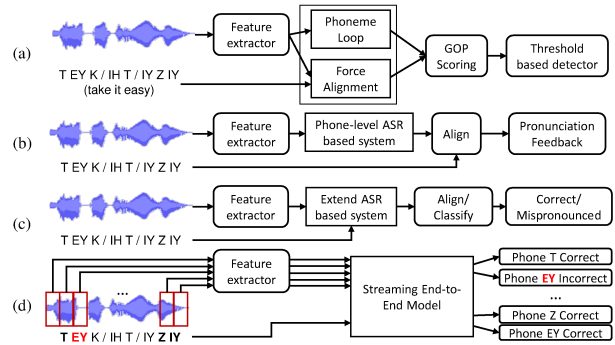 (a)
Feature
extractor
Phoneme
Loop
Force
Alignment
GOP
Scoring
Threshold
based detector
T EY K / IH T / IY Z IY
(take it easy)
(b)
Feature
extractor
Phone-level ASR
based system
Align
Pronunciation
Feedback
T EY K / IH T / IY Z IY
(c)
Feature
extractor
Extend ASR
based system
Align/
Classify
Correct/
Mispronounced
T EY K / IH T / IY Z IY
(d)
...
Feature
extractor
Streaming End-to-
End Model
Phone T Correct
Phone EY Incorrect
...
Phone Z Correct
Phone EY Correct
T EY K / IH T / IY Z IY